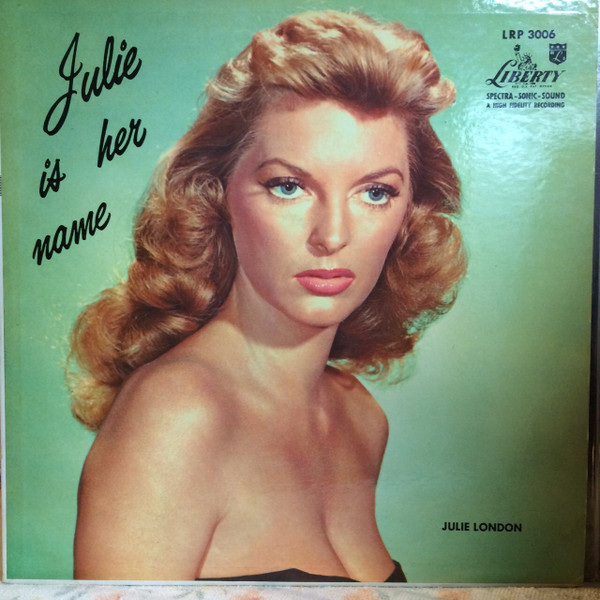 Julie
is her
name
LRP 3006
LIBERTY
SPECTRA-SONIC-SOUND
A HIGH FIDELITY RECORDING
JULIE LONDON